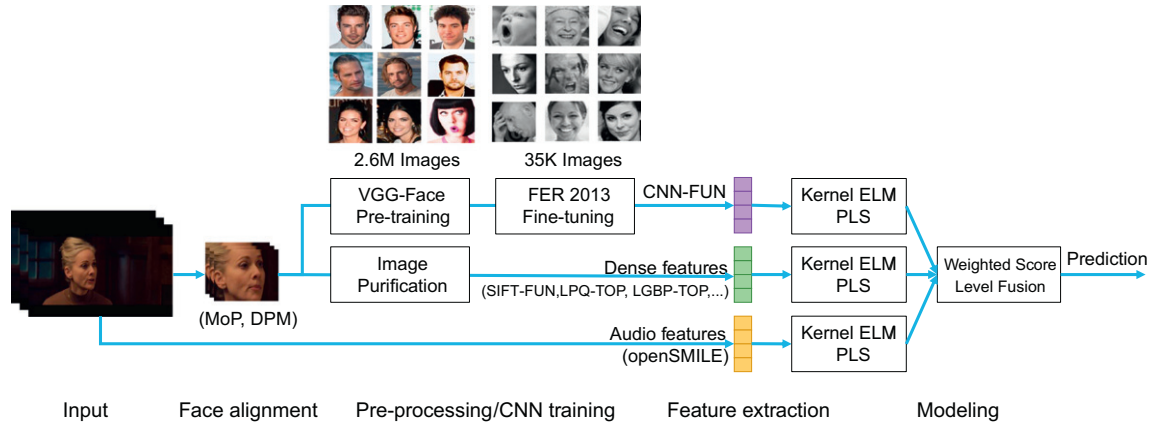 2.6M Images
35K Images
VGG-Face
Pre-training
FER 2013
Fine-tuning
CNN-FUN
Kernel ELM
PLS
(MoP, DPM)
Image
Purification
Dense features
(SIFT-FUN,LPQ-TOP, LGBP-TOP,...)
Kernel ELM
PLS
Weighted Score
Level Fusion
Prediction
Audio features
(openSMILE)
Kernel ELM
PLS
Input
Face alignment
Pre-processing/CNN training
Feature extraction
Modeling